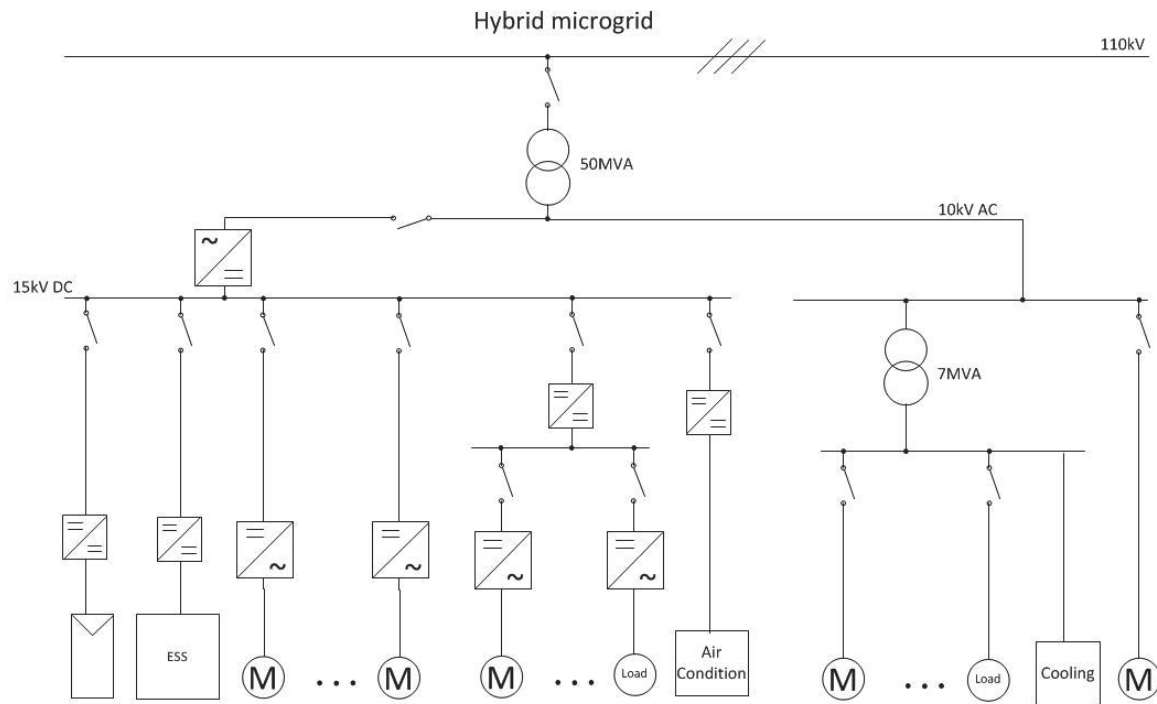 Hybrid microgrid
110kV
50MVA
10kV AC
15kV DC
7MVA
ESS
M
...
M
M
...
Load
Air
Condition
M
...
Load
Cooling
M